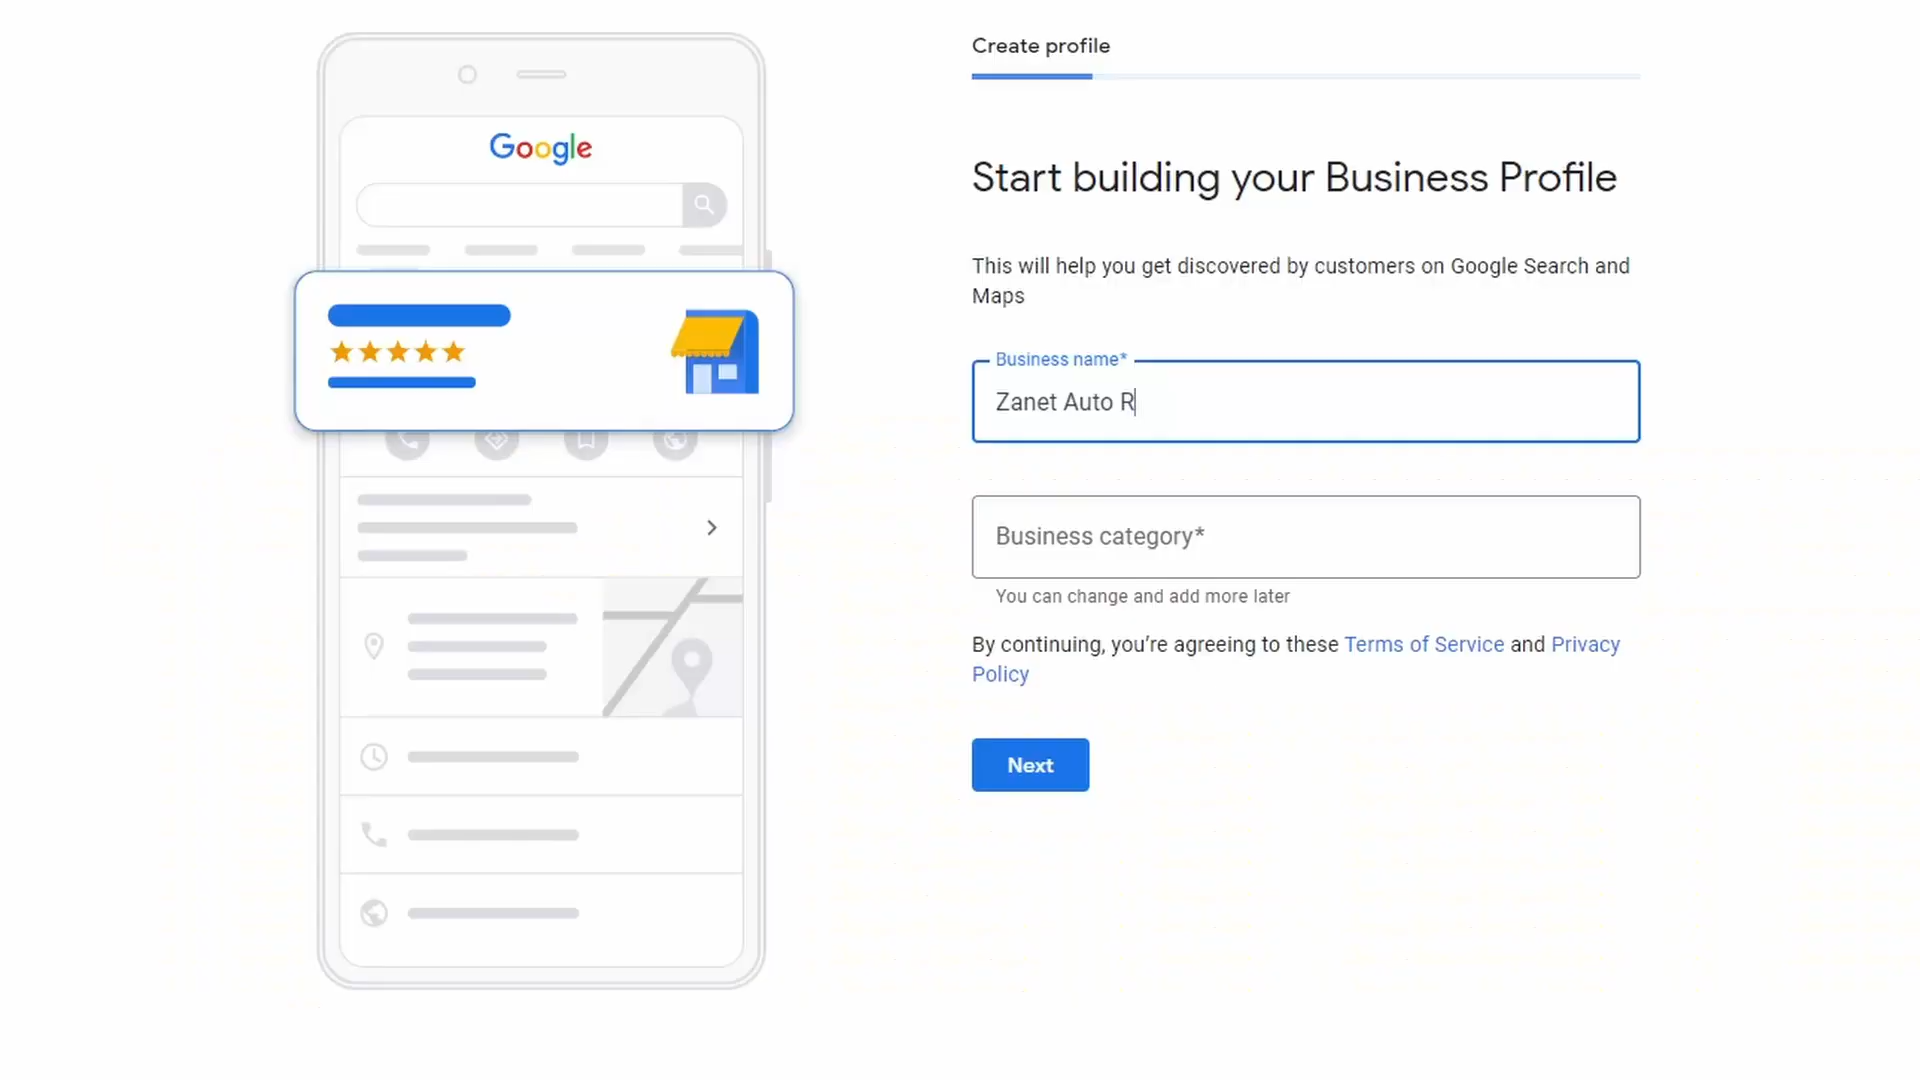 Google
Create profile
Start building your Business Profile
This will help you get discovered by customers on Google Search and
Maps
Business name*
Zanet Auto R
Business category*
You can change and add more later
By continuing, you’re agreeing to these Terms of Service and Privacy
Policy
Next